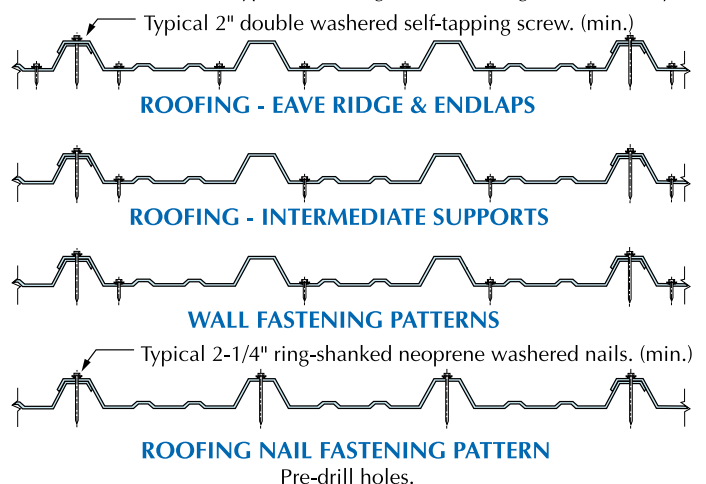 Typical 2" double washered self-tapping screw. (min.)
ROOFING - EAVE RIDGE & ENDLAPS
ROOFING - INTERMEDIATE SUPPORTS
WALL FASTENING PATTERNS
Typical 2-1/4" ring-shanked neoprene washered nails. (min.)
ROOFING NAIL FASTENING PATTERN
Pre-drill holes.